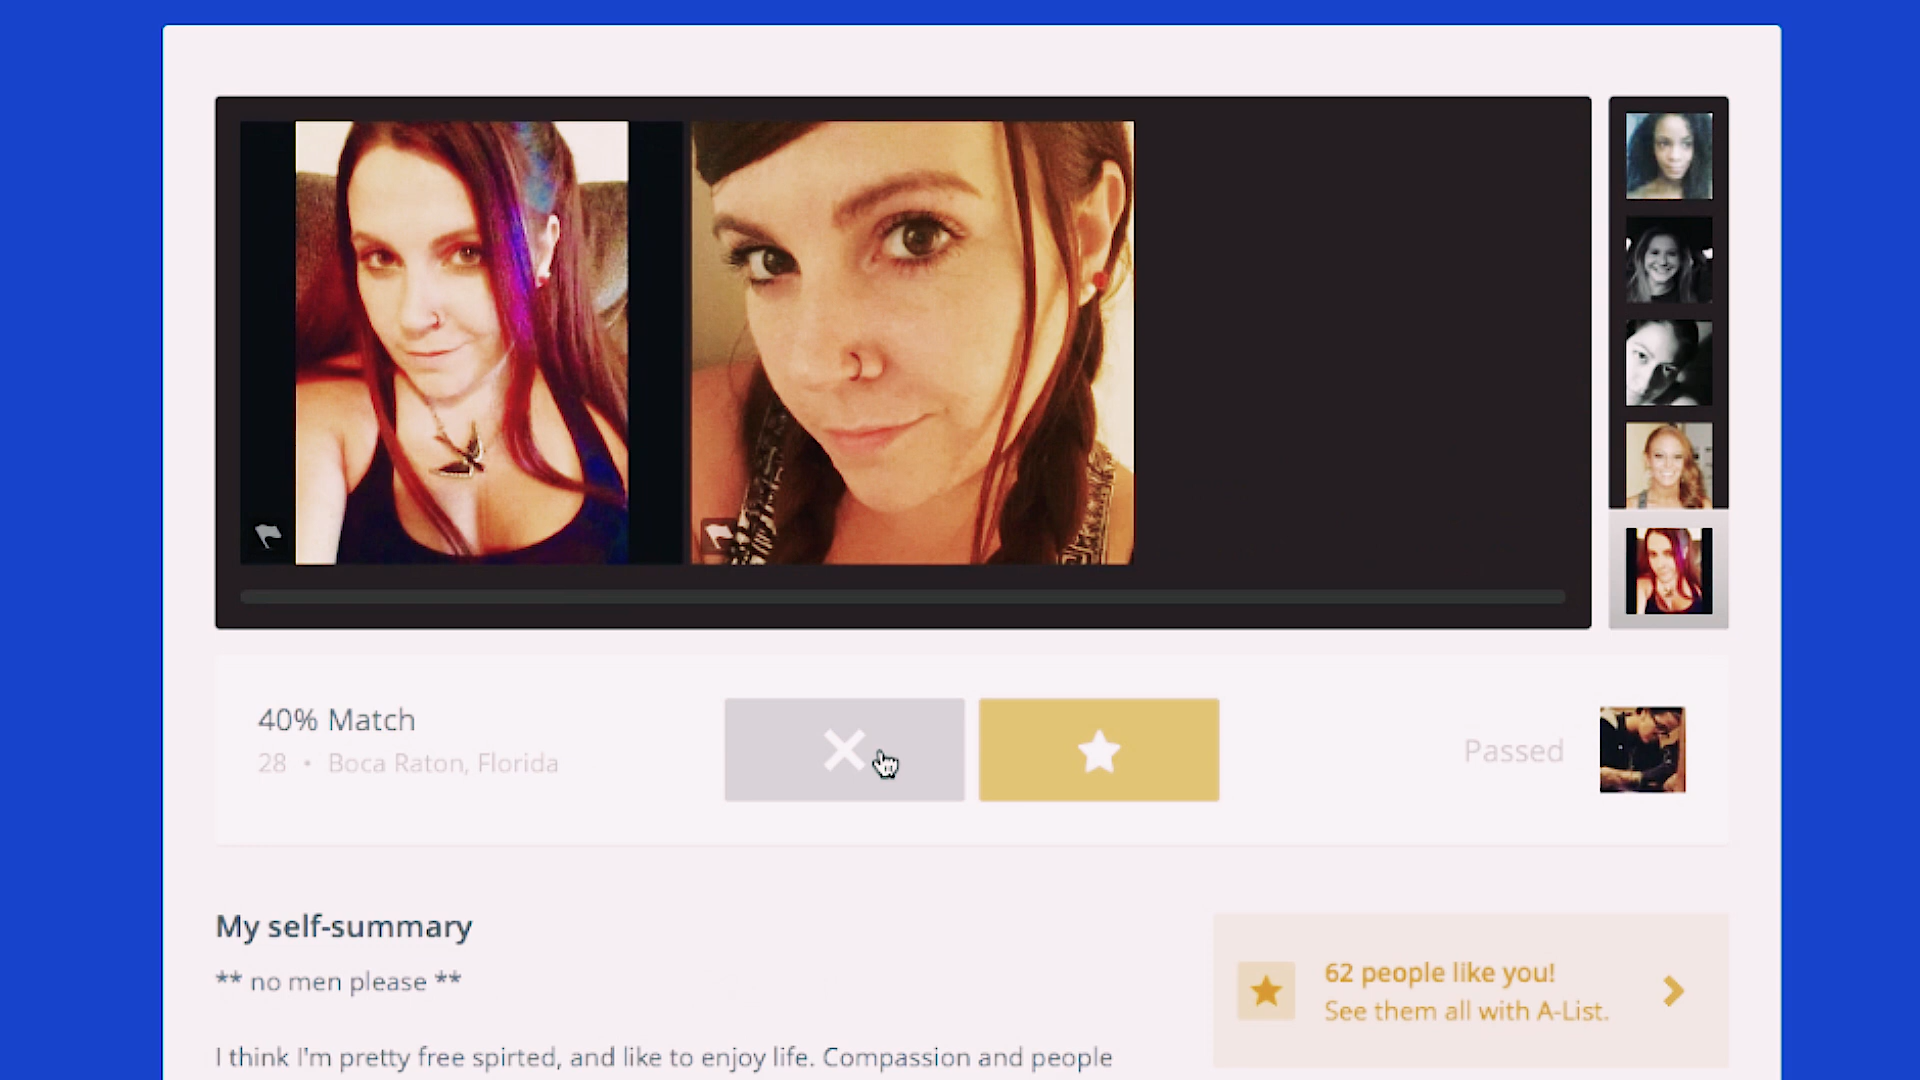 40% Match
28 • Boca Raton, Florida
Passed
My self-summary
** no men please **
I think I'm pretty free spirted, and like to enjoy life. Compassion and people
62 people like you!
See them all with A-List.